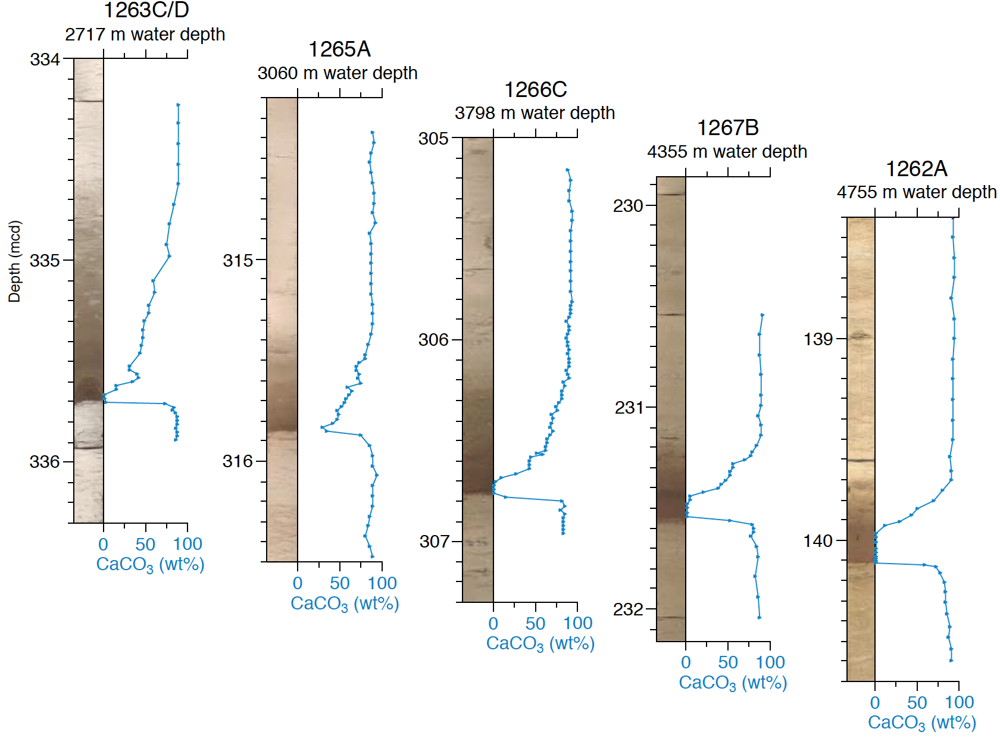 1263C/D
2717 m water depth
334
335
336
Depth (mcd)
0 50 100
CaCO₃ (wt%)
1265A
3060 m water depth
315
316
0 50 100
CaCO₃ (wt%)
1266C
3798 m water depth
305
306
307
0 50 100
CaCO₃ (wt%)
1267B
4355 m water depth
230
231
232
0 50 100
CaCO₃ (wt%)
1262A
4755 m water depth
139
140
0 50 100
CaCO₃ (wt%)